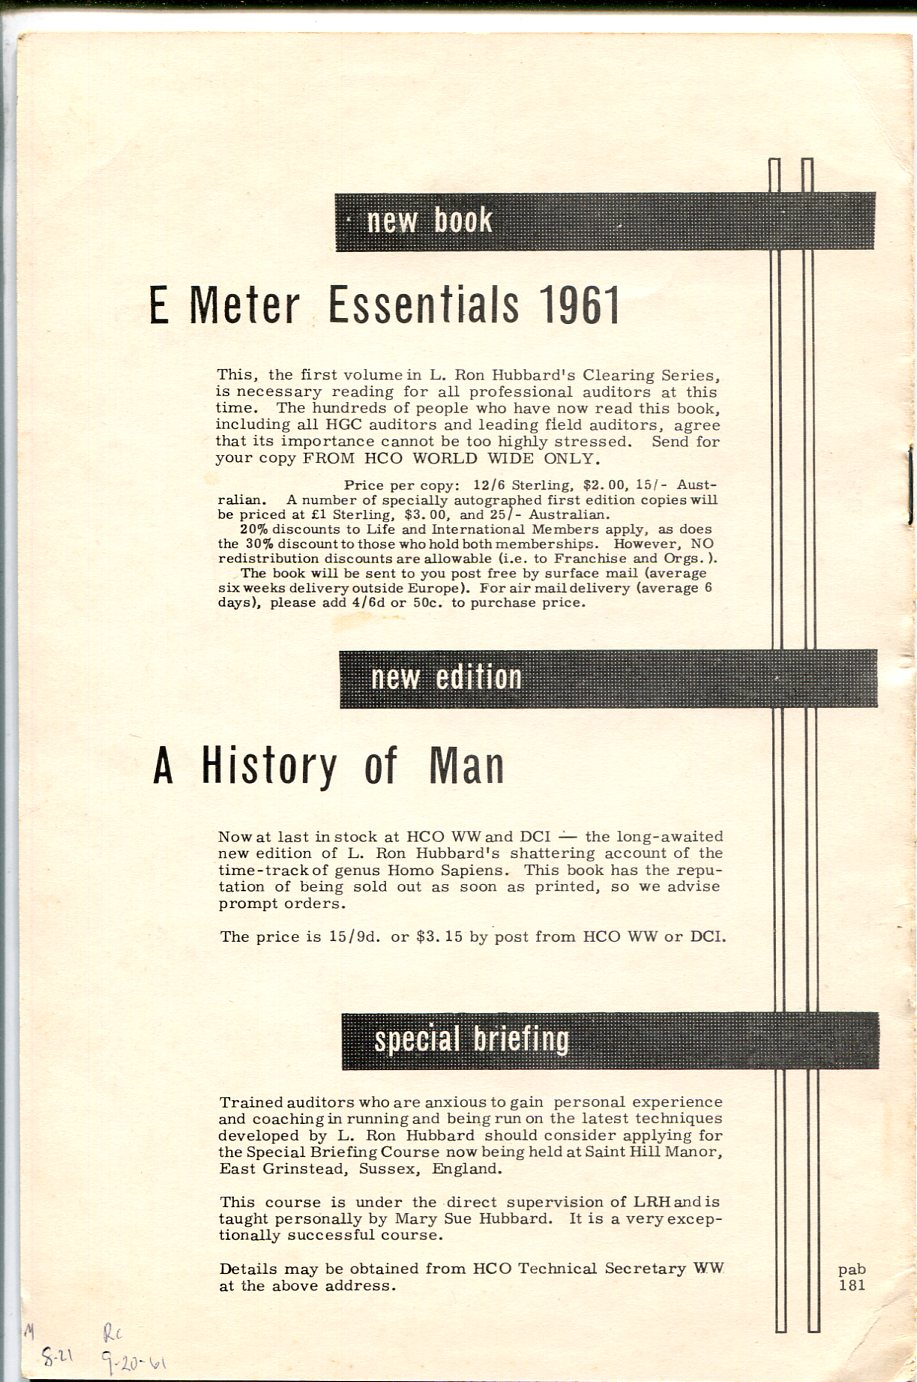 new book
E Meter Essentials 1961
This, the first volume in L. Ron Hubbard's Clearing Series,
is necessary reading for all professional auditors at this
time. The hundreds of people who have now read this book,
including all HGC auditors and leading field auditors, agree
that its importance cannot be too highly stressed. Send for
your copy FROM HCO WORLD WIDE ONLY.
Price per copy: 12/6 Sterling, $2.00, 15/- Aust-
ralian. A number of specially autographed first edition copies will
be priced at £1 Sterling, $3.00, and 25/- Australian.
20% discounts to Life and International Members apply, as does
the 30% discount to those who hold both memberships. However, NO
redistribution discounts are allowable (i.e. to Franchise and Orgs.).
The book will be sent to you post free by surface mail (average
six weeks delivery outside Europe). For air mail delivery (average 6
days), please add 4/6d or 50c. to purchase price.
new edition
A History of Man
Now at last in stock at HCO WW and DCI — the long-awaited
new edition of L. Ron Hubbard's shattering account of the
time-track of genus Homo Sapiens. This book has the repu-
tation of being sold out as soon as printed, so we advise
prompt orders.
The price is 15/9d. or $3.15 by post from HCO WW or DCI.
special briefing
Trained auditors who are anxious to gain personal experience
and coaching in running and being run on the latest techniques
developed by L. Ron Hubbard should consider applying for
the Special Briefing Course now being held at Saint Hill Manor,
East Grinstead, Sussex, England.
This course is under the direct supervision of LRH and is
taught personally by Mary Sue Hubbard. It is a very excep-
tionally successful course.
Details may be obtained from HCO Technical Secretary WW
at the above address.
pab
181
M Rc
8-21 9-20-61